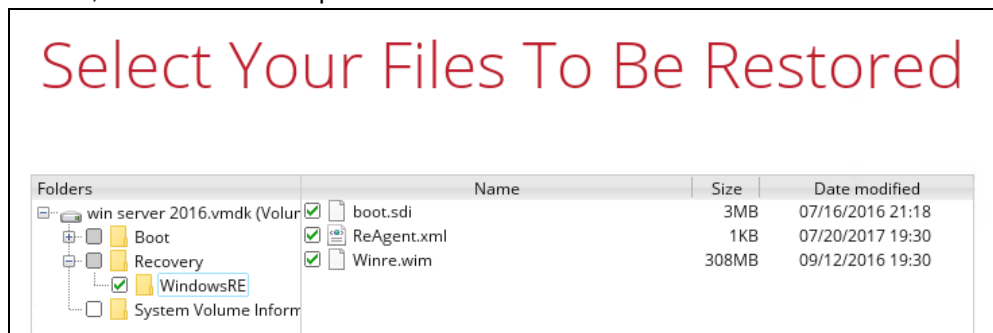 Select Your Files To Be Restored
Folders Name Size Date modified
win server 2016.vmdk (Volur boot.sdi 3MB 07/16/2016 21:18
Boot ReAgent.xml 1KB 07/20/2017 19:30
Recovery Winre.wim 308MB 09/12/2016 19:30
WindowsRE
System Volume Inform